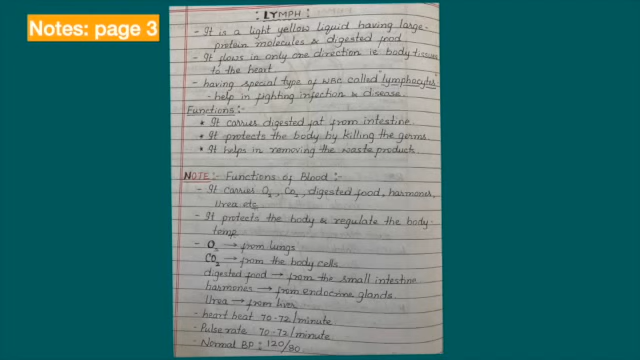 Notes: page 3
: LYMPH :
- It is a light yellow liquid having large
protein molecules & digested food
- It flows in only one direction ie body tissues
to the heart.
- having special type of WBC called "lymphocytes"
- help in fighting infection & disease.
Functions:-
* It carries digested fat from intestine.
* It protects the body by killing the germs.
* It helps in removing the waste product.
NOTE :- Functions of Blood :-
- It carries O2, CO2, digested food, harmones,
Urea etc
- It protects the body & regulate the body
temp.
- O2 → from lungs
CO2 → from the body cells
digested food → from the small intestine
harmones → from endocrine glands
Urea → from liver
- heart beat 70-72/minute
- Pulse rate 70-72/minute
- Normal BP = 120/80